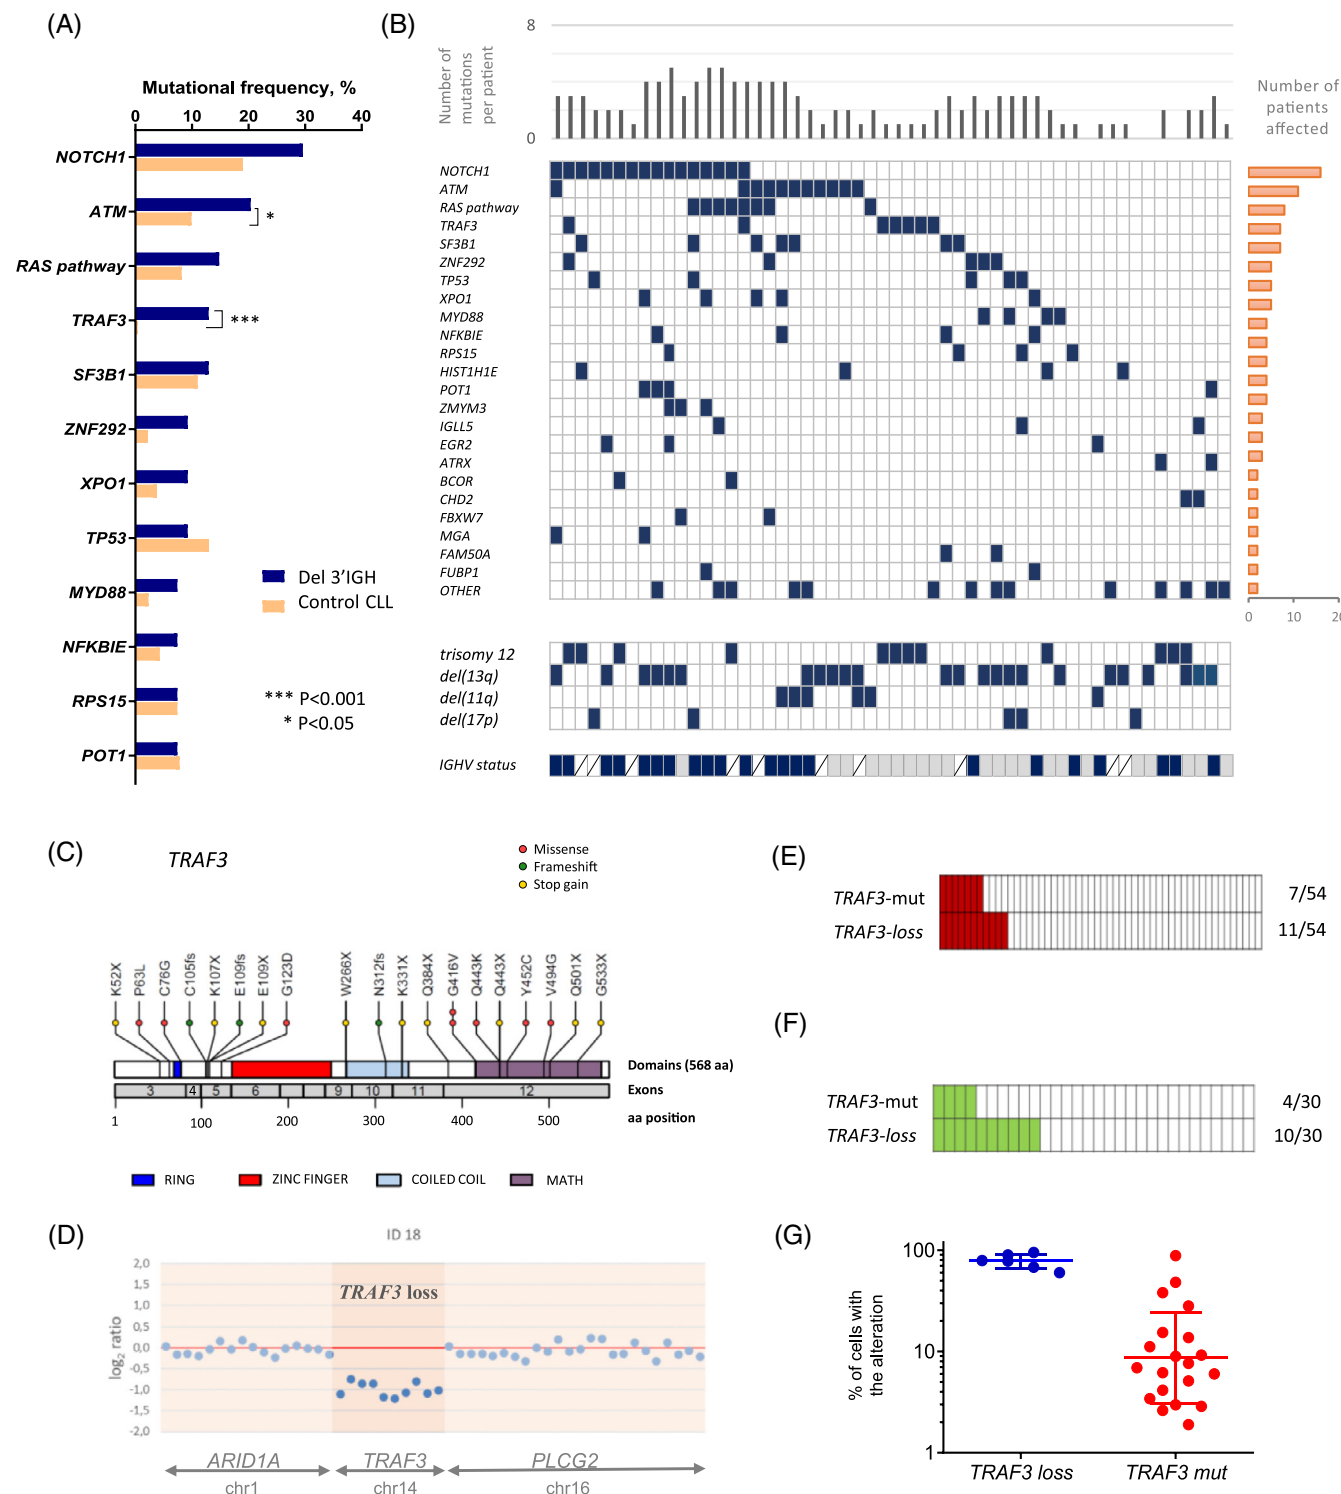 (A)
Mutational frequency, %
0 10 20 30 40
NOTCH1
ATM
*
RAS pathway
TRAF3
***
SF3B1
ZNF292
XPO1
TP53
MYD88
NFKBIE
RPS15
POT1
Del 3'IGH
Control CLL
*** P<0.001
* P<0.05
(B)
Number of
mutations
per patient
8
0
Number of
patients
affected
NOTCH1
ATM
RAS pathway
TRAF3
SF3B1
ZNF292
TP53
XPO1
MYD88
NFKBIE
RPS15
HIST1H1E
POT1
ZMYM3
IGLL5
EGR2
ATRX
BCOR
CHD2
FBXW7
MGA
FAM50A
FUBP1
OTHER
0 10 20
trisomy 12
del(13q)
del(11q)
del(17p)
IGHV status
(C)
TRAF3
Missense
Frameshift
Stop gain
K52X
P63L
C76G
C105fs
K107X
E109fs
E109X
G123D
W266X
N312fs
K331X
Q384X
G416V
Q443K
Q443X
Y452C
V494G
Q501X
G533X
Domains (568 aa)
3 4 5 6 9 10 11 12
Exons
1 100 200 300 400 500
aa position
RING
ZINC FINGER
COILED COIL
MATH
(D)
ID 18
TRAF3 loss
log2 ratio
2,0
1,5
1,0
0,5
0,0
-0,5
-1,0
-1,5
-2,0
ARID1A TRAF3 PLCG2
chr1 chr14 chr16
(E)
TRAF3-mut 7/54
TRAF3-loss 11/54
(F)
TRAF3-mut 4/30
TRAF3-loss 10/30
(G)
% of cells with
the alteration
100
10
1
TRAF3 loss TRAF3 mut